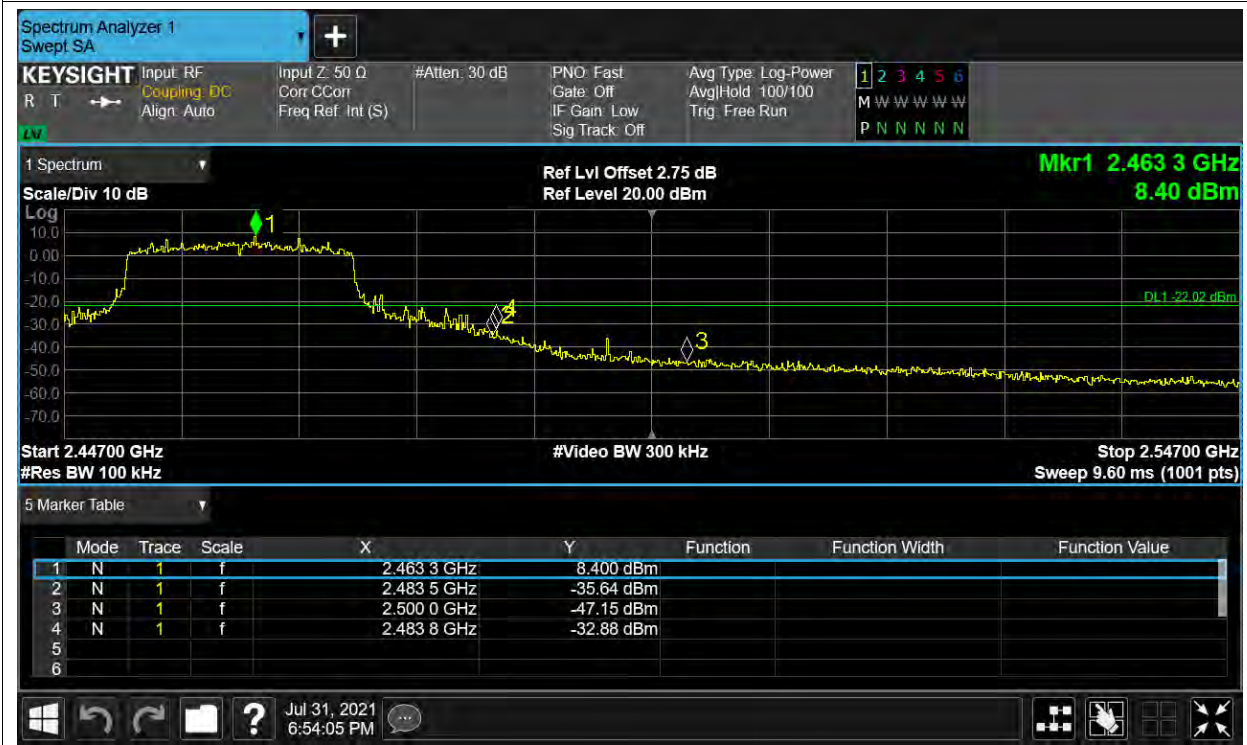 Spectrum Analyzer 1
Swept SA
+
KEYSIGHT
R T
LXI
Input: RF
Coupling: DC
Align: Auto
Input Z: 50 Ω
Corr CCorr
Freq Ref: Int (S)
#Atten: 30 dB
PNO: Fast
Gate: Off
IF Gain: Low
Sig Track: Off
Avg Type: Log-Power
Avg|Hold: 100/100
Trig: Free Run
1 2 3 4 5 6
M W W W W W
P N N N N N
1 Spectrum
Scale/Div 10 dB
Ref Lvl Offset 2.75 dB
Ref Level 20.00 dBm
Mkr1 2.463 3 GHz
8.40 dBm
Log
10.0
0.00
-10.0
-20.0
-30.0
-40.0
-50.0
-60.0
-70.0
1
4
2
3
DL1 -22.02 dBm
Start 2.44700 GHz
#Res BW 100 kHz
#Video BW 300 kHz
Stop 2.54700 GHz
Sweep 9.60 ms (1001 pts)
5 Marker Table
Mode Trace Scale X Y Function Function Width Function Value
1 N 1 f 2.463 3 GHz 8.400 dBm
2 N 1 f 2.483 5 GHz -35.64 dBm
3 N 1 f 2.500 0 GHz -47.15 dBm
4 N 1 f 2.483 8 GHz -32.88 dBm
5
6
?
Jul 31, 2021
6:54:05 PM